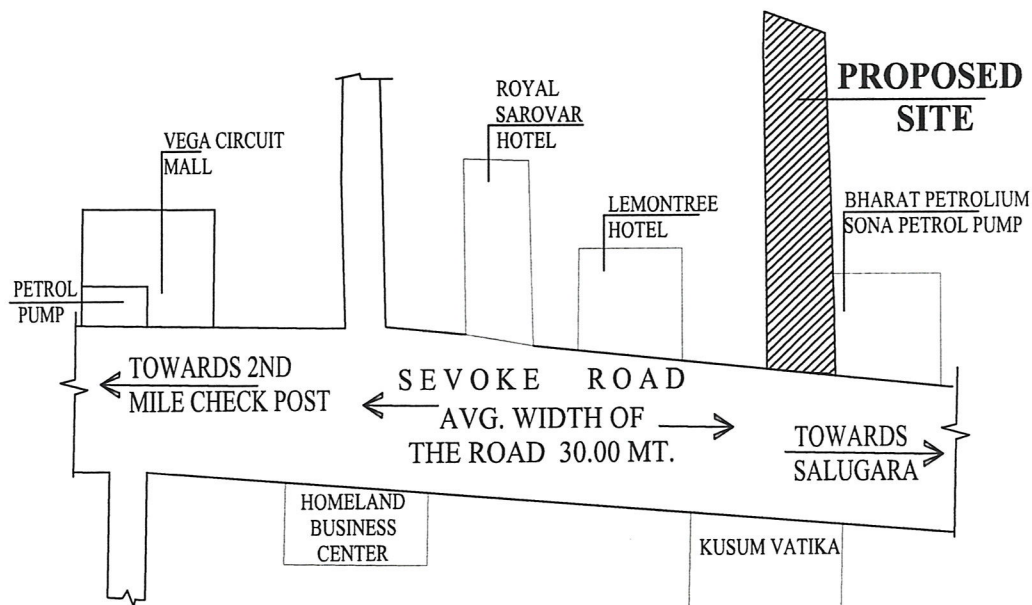 PROPOSED
SITE
ROYAL
SAROVAR
HOTEL
VEGA CIRCUIT
MALL
LEMONTREE
HOTEL
BHARAT PETROLIUM
SONA PETROL PUMP
PETROL
PUMP
TOWARDS 2ND
MILE CHECK POST
SEVOKE ROAD
AVG. WIDTH OF
THE ROAD 30.00 MT.
TOWARDS
SALUGARA
HOMELAND
BUSINESS
CENTER
KUSUM VATIKA